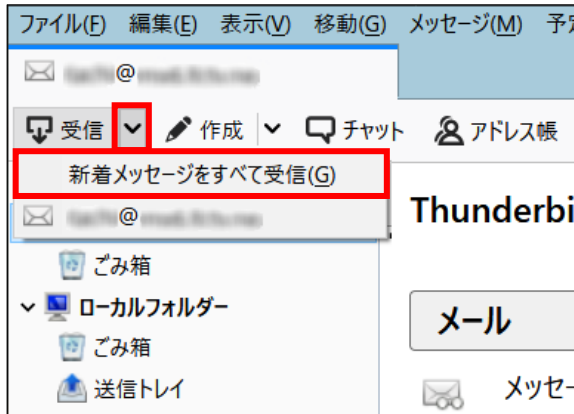 ファイル(F) 編集(E) 表示(V) 移動(G) メッセージ(M) 予定
@
受信 作成 チャット アドレス帳
新着メッセージをすべて受信(G)
@
Thunderbi
ごみ箱
ローカルフォルダー
メール
ごみ箱
送信トレイ
メッセー